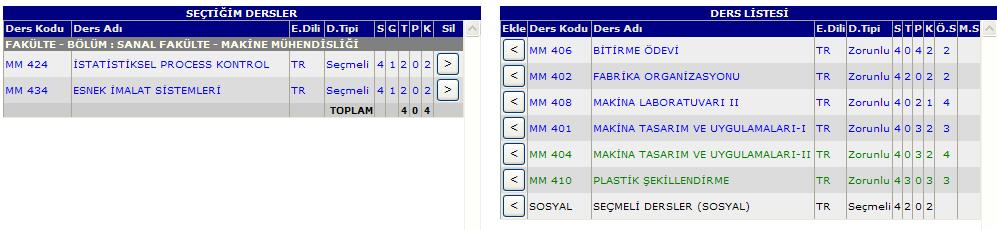 SEÇTİĞİM DERSLER
Ders Kodu Ders Adı E.Dili D.Tipi S G T P K Sil
FAKÜLTE - BÖLÜM : SANAL FAKÜLTE - MAKİNE MÜHENDİSLİĞİ
MM 424 İSTATİSTİKSEL PROCESS KONTROL TR Seçmeli 4 1 2 0 2 >
MM 434 ESNEK İMALAT SİSTEMLERİ TR Seçmeli 4 1 2 0 2 >
TOPLAM 4 0 4
DERS LİSTESİ
Ekle Ders Kodu Ders Adı E.Dili D.Tipi S T P K Ö.S M.S
< MM 406 BİTİRME ÖDEVİ TR Zorunlu 4 0 4 2 2
< MM 402 FABRİKA ORGANİZASYONU TR Zorunlu 4 2 0 2 2
< MM 408 MAKİNA LABORATUVARI II TR Zorunlu 4 0 2 1 4
< MM 401 MAKİNA TASARIM VE UYGULAMALARI-I TR Zorunlu 4 0 3 2 3
< MM 404 MAKİNA TASARIM VE UYGULAMALARI-II TR Zorunlu 4 0 3 2 4
< MM 410 PLASTİK ŞEKİLLENDİRME TR Zorunlu 4 3 0 3 3
< SOSYAL SEÇMELİ DERSLER (SOSYAL) TR Seçmeli 4 2 0 2